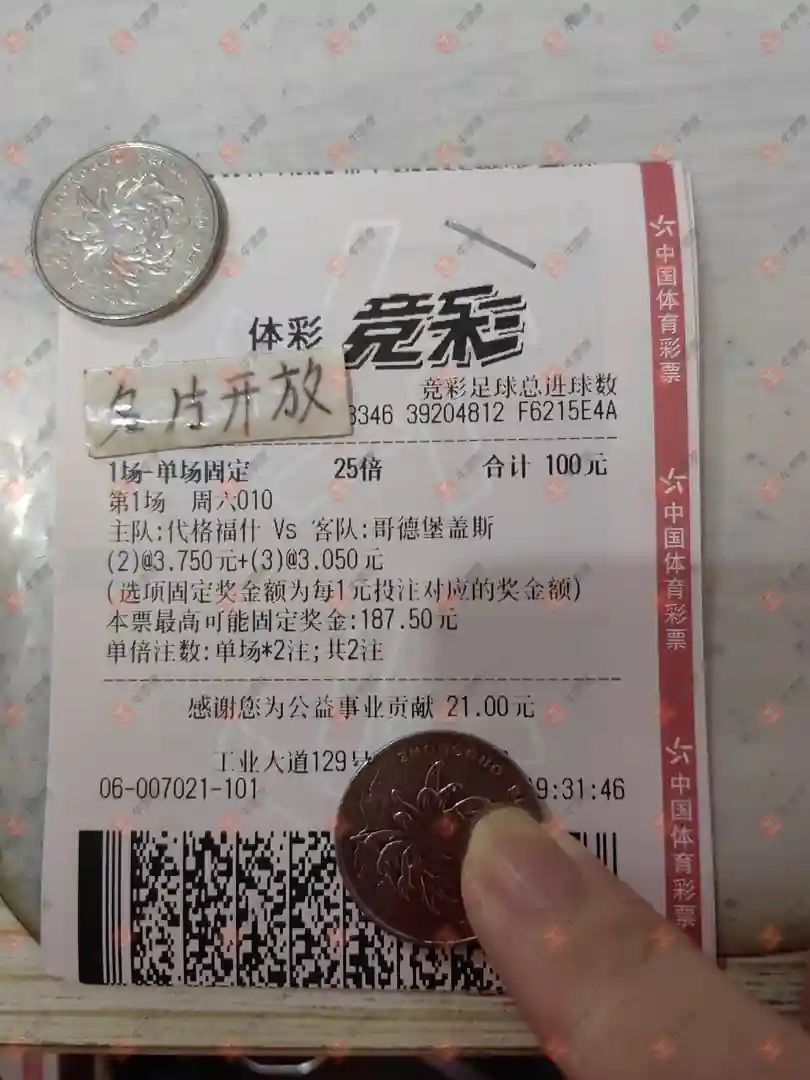 体彩 竞彩
竞彩足球总进球数
名片开放
3346 39204812 F6215E4A
1场-单场固定 25倍 合计 100元
第1场 周六010
主队:代格福什 Vs 客队:哥德堡盖斯
(2)@3.750元+(3)@3.050元
(选项固定奖金额为每1元投注对应的奖金额)
本票最高可能固定奖金:187.50元
单倍注数:单场*2注;共2注
感谢您为公益事业贡献 21.00元
工业大道129号
06-007021-101 9:31:46
中国体育彩票
中国体育彩票
中国体育彩票